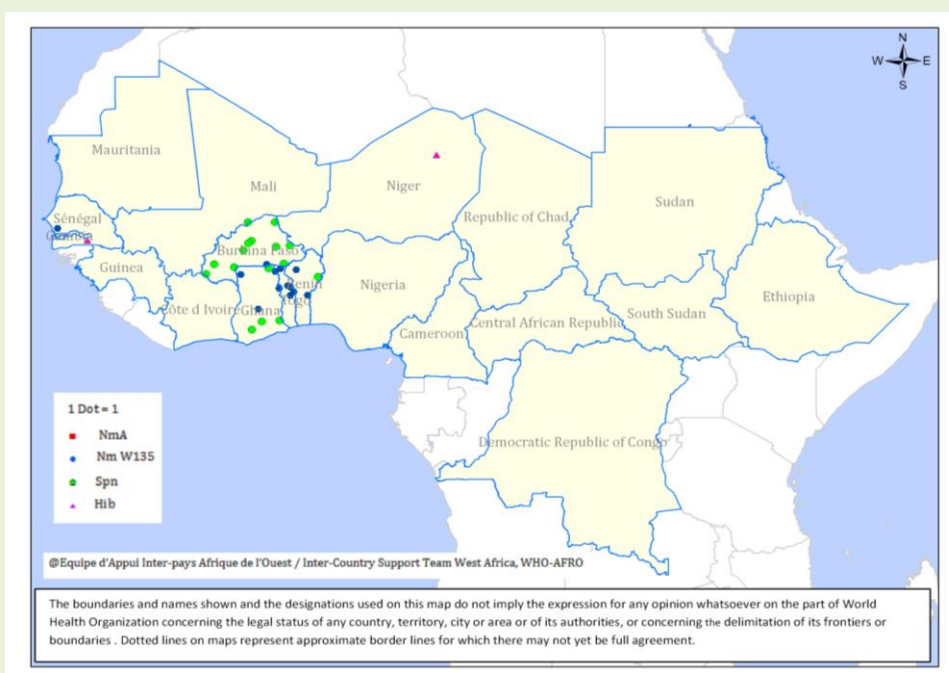 N
W E
S
Mauritania
Mali
Niger
Republic of Chad
Sudan
Sénégal
Gambia
Guinea
Burkina Faso
Benin
Togo
Côte d Ivoire
Ghana
Nigeria
Cameroon
Central African Republic
South Sudan
Ethiopia
Democratic Republic of Congo
1 Dot = 1
NmA
Nm W135
Spn
Hib
@Equipe d'Appui Inter-pays Afrique de l'Ouest / Inter-Country Support Team West Africa, WHO-AFRO
The boundaries and names shown and the designations used on this map do not imply the expression for any opinion whatsoever on the part of World
Health Organization concerning the legal status of any country, territory, city or area or of its authorities, or concerning the delimitation of its frontiers or
boundaries . Dotted lines on maps represent approximate border lines for which there may not yet be full agreement.